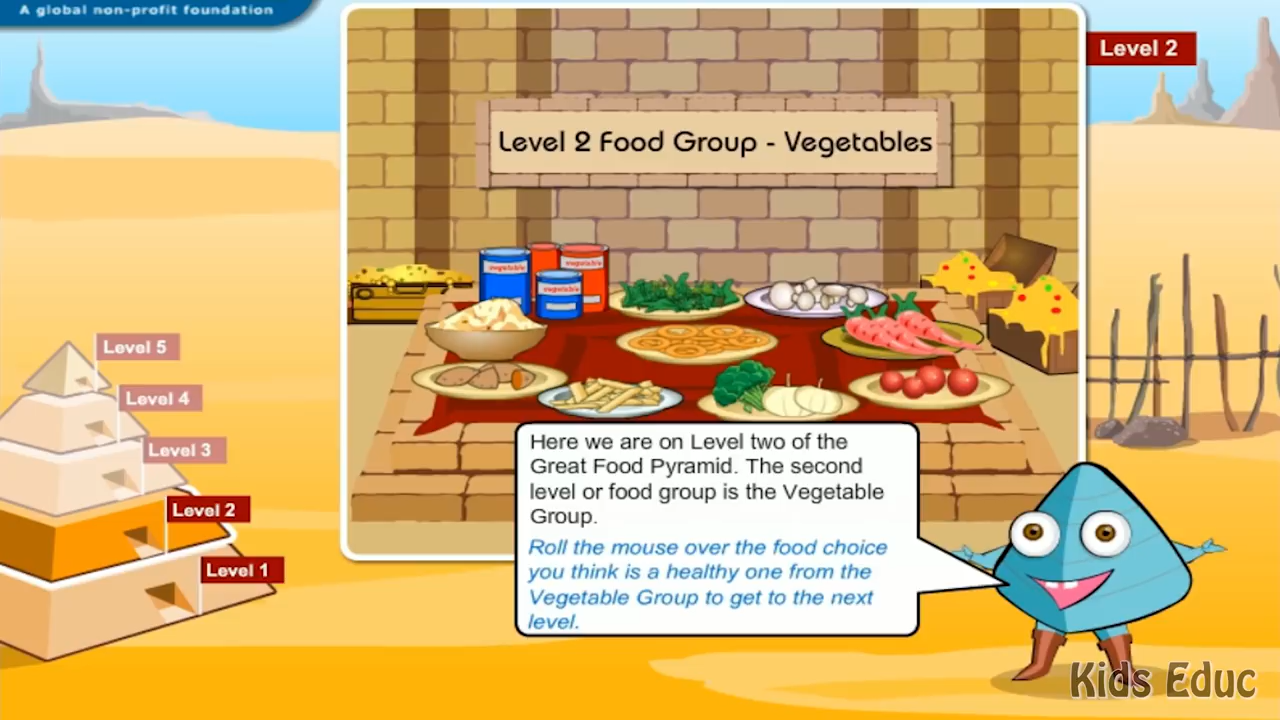 A global non-profit foundation
Level 2
Level 2 Food Group - Vegetables
vegetable
vegetable
vegetable
Level 5
Level 4
Level 3
Level 2
Level 1
Here we are on Level two of the
Great Food Pyramid. The second
level or food group is the Vegetable
Group.
Roll the mouse over the food choice
you think is a healthy one from the
Vegetable Group to get to the next
level.
Kids Educ